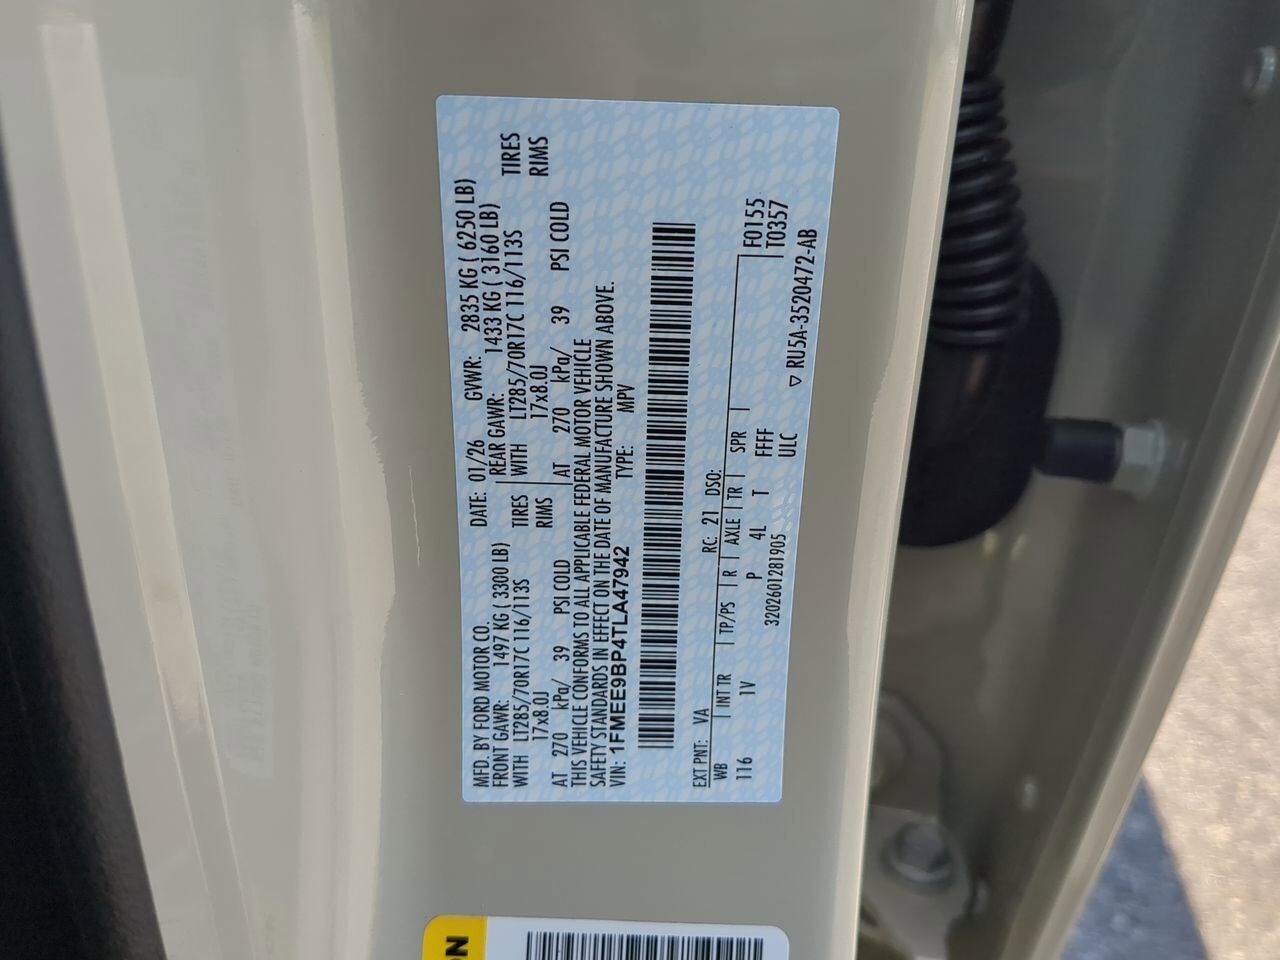 MFD. BY FORD MOTOR CO.
DATE: 01/26 GVWR: 2835 KG ( 6250 LB)
FRONT GAWR: 1497 KG ( 3300 LB) REAR GAWR: 1433 KG ( 3160 LB)
WITH LT285/70R17C 116/113S TIRES WITH LT285/70R17C 116/113S TIRES
17x8.0J RIMS 17x8.0J RIMS
AT 270 kPa/ 39 PSI COLD AT 270 kPa/ 39 PSI COLD
THIS VEHICLE CONFORMS TO ALL APPLICABLE FEDERAL MOTOR VEHICLE
SAFETY STANDARDS IN EFFECT ON THE DATE OF MANUFACTURE SHOWN ABOVE.
VIN: 1FMEE9BP4TLA47942 TYPE: MPV
EXT PNT: VA RC: 21 DSO: F0155
WB INT TR TP/PS R AXLE TR SPR T0357
116 1V P 4L T FFFF
3202601281905 ULC ▽ RU5A-3520472-AB
ON